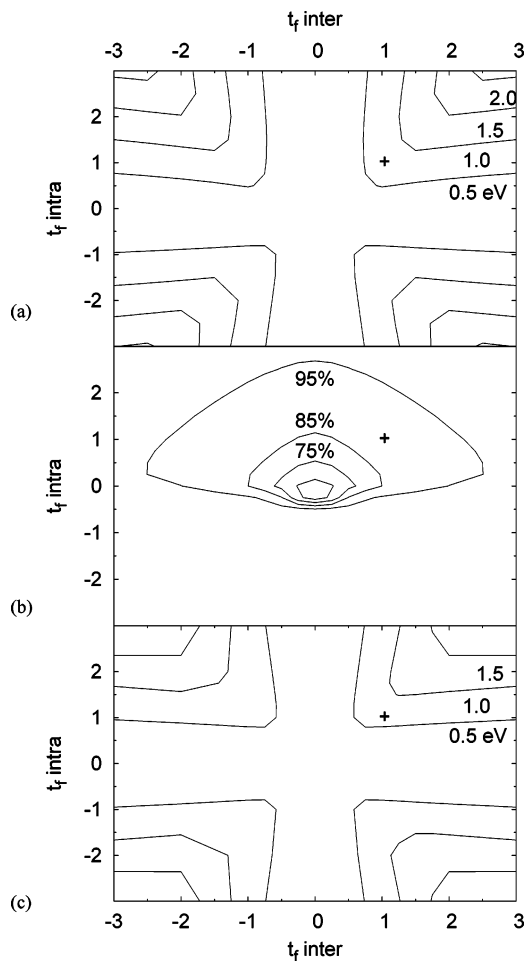 t_f inter
-3 -2 -1 0 1 2 3
2
1
0
-1
-2
t_f intra
2.0
1.5
1.0
0.5 eV
+
(a)
95%
85%
75%
+
2
1
0
-1
-2
t_f intra
(b)
1.5
1.0
0.5 eV
+
2
1
0
-1
-2
t_f intra
(c)
-3 -2 -1 0 1 2 3
t_f inter